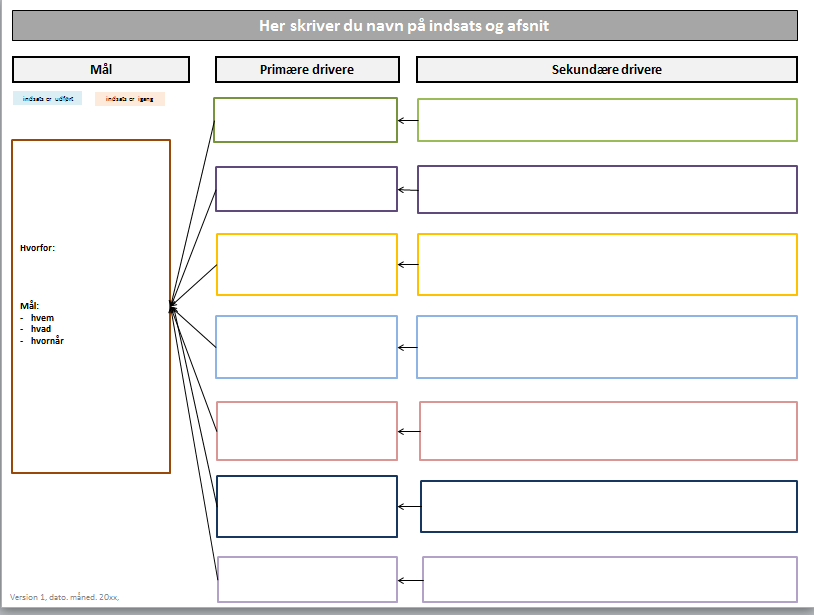 Her skriver du navn på indsats og afsnit
Mål
Primære drivere
Sekundære drivere
indsats er udført
indsats er igang
Hvorfor:
Mål:
- hvem
- hvad
- hvornår
Version 1, dato. måned. 20xx,